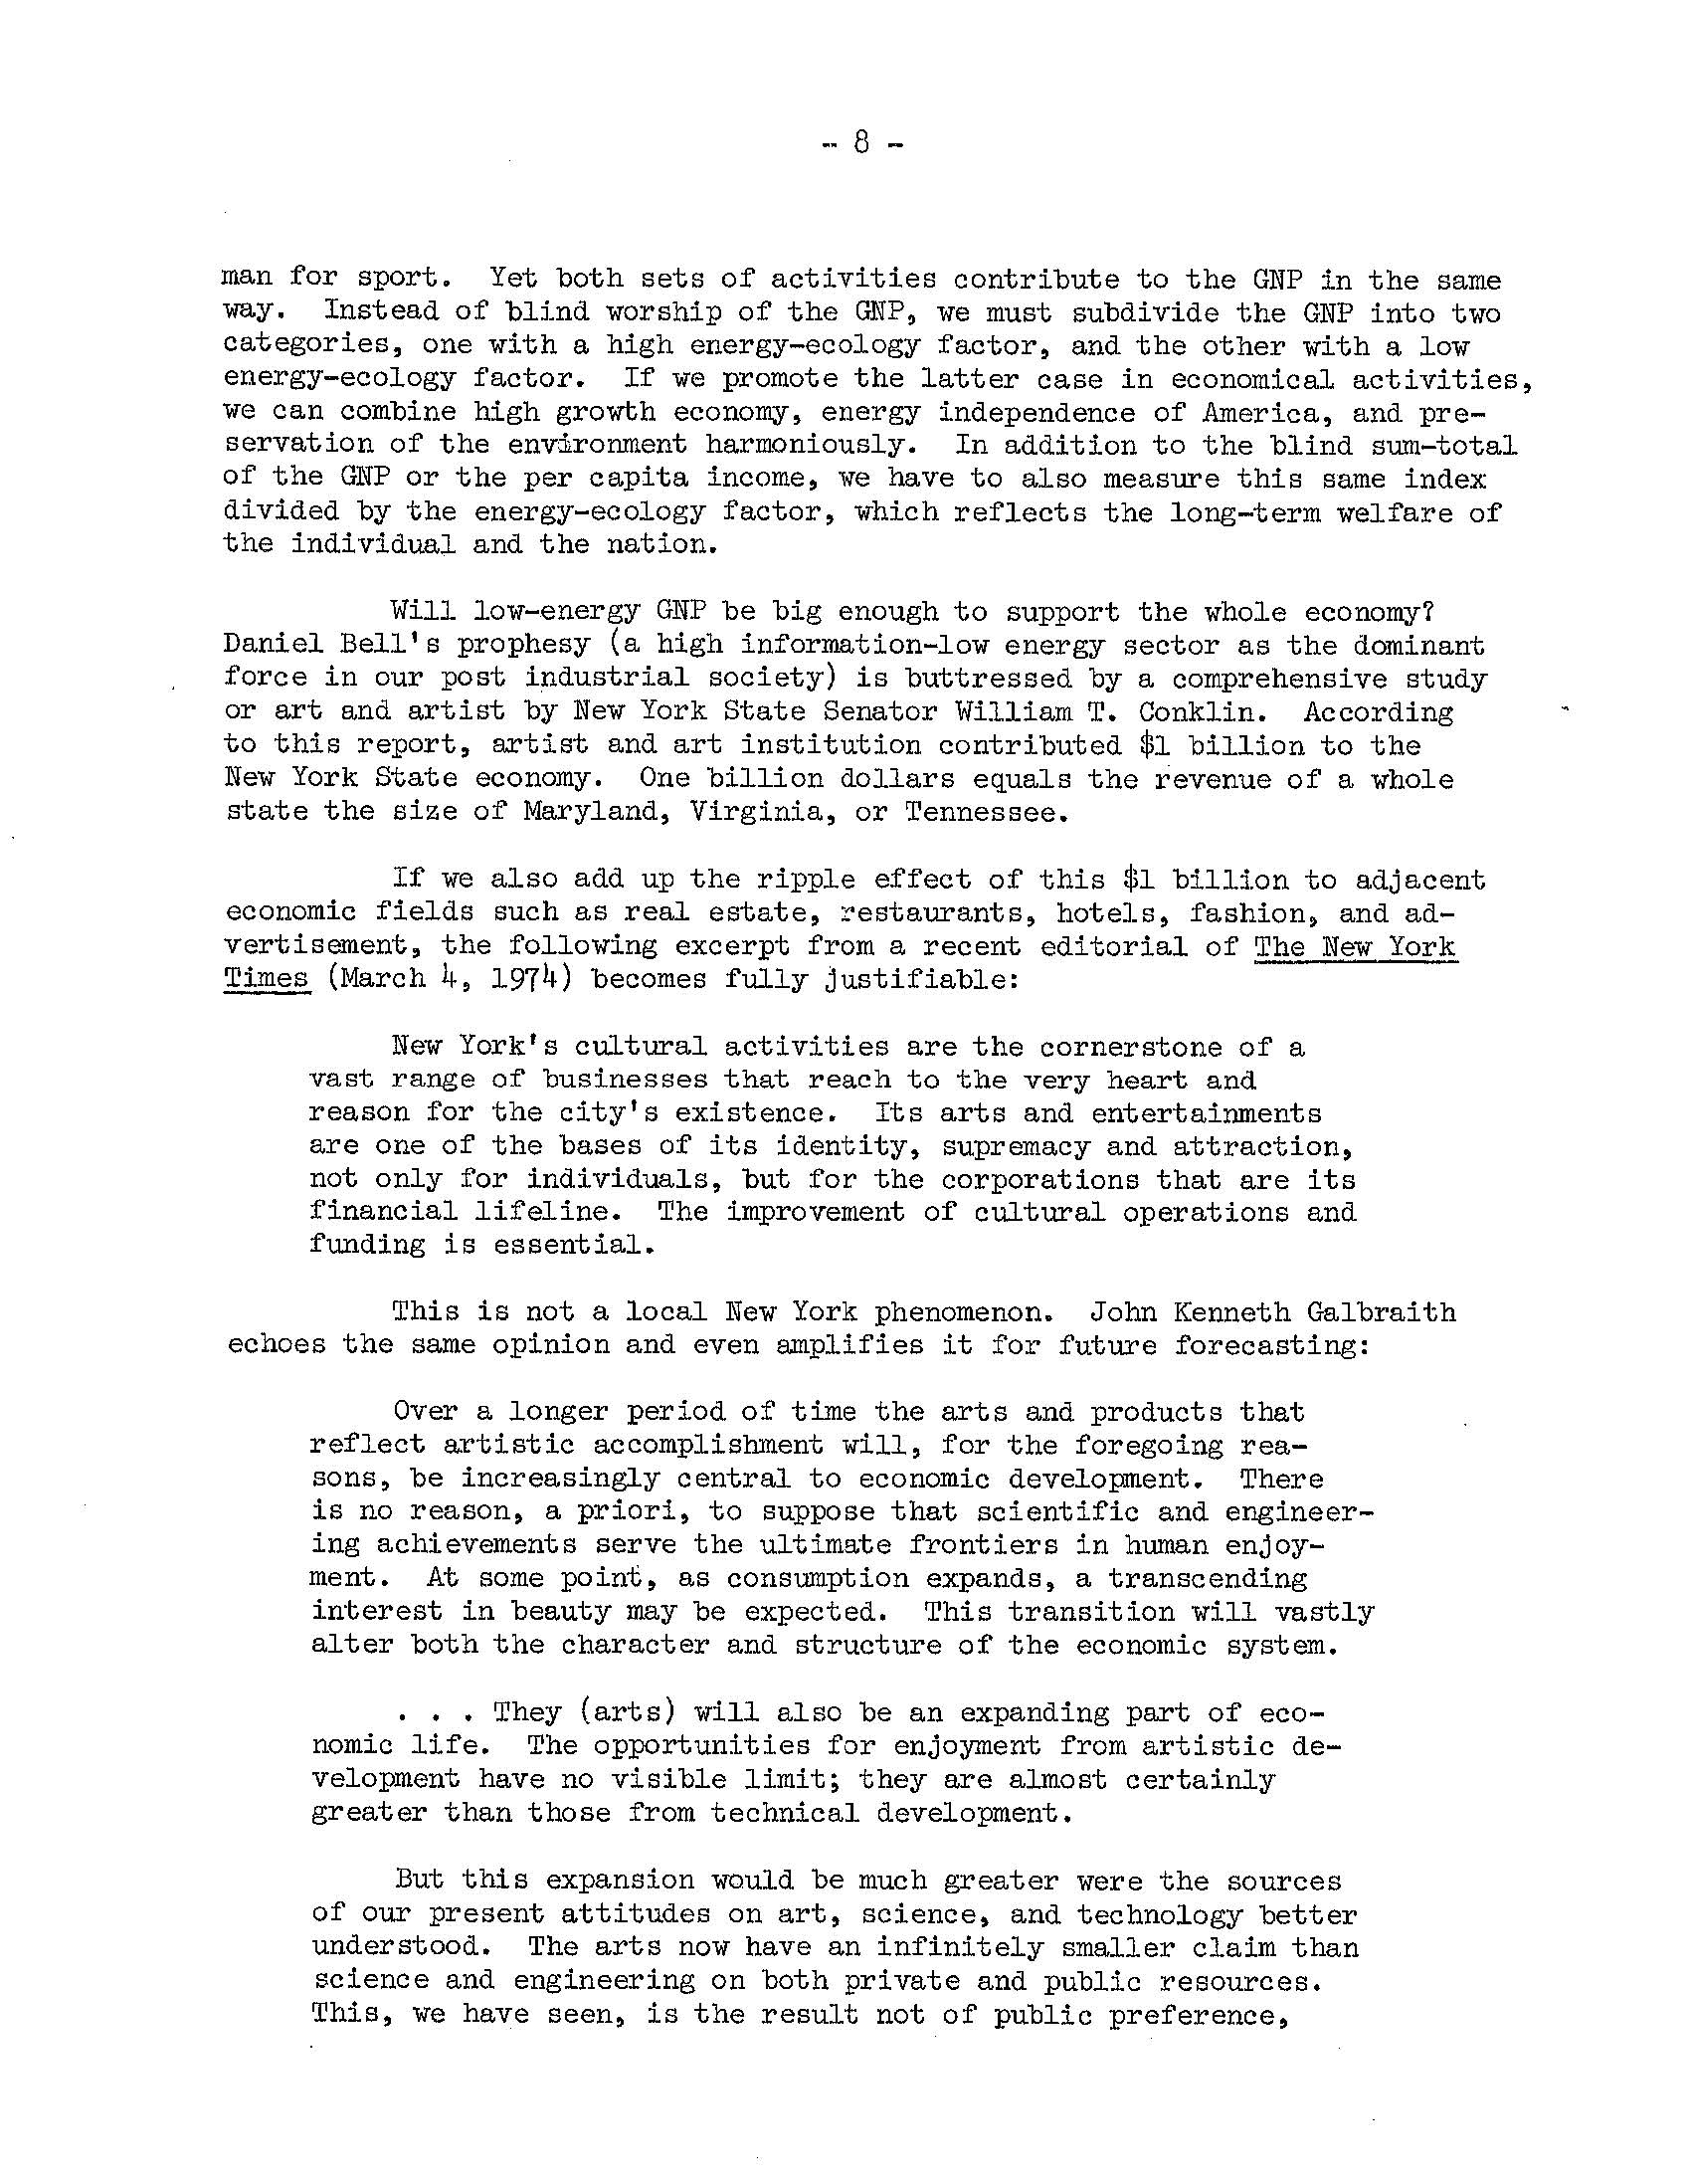 - 8 -
man for sport. Yet both sets of activities contribute to the GNP in the same
way. Instead of blind worship of the GNP, we must subdivide the GNP into two
categories, one with a high energy-ecology factor, and the other with a low
energy-ecology factor. If we promote the latter case in economical activities,
we can combine high growth economy, energy independence of America, and pre-
servation of the environment harmoniously. In addition to the blind sum-total
of the GNP or the per capita income, we have to also measure this same index
divided by the energy-ecology factor, which reflects the long-term welfare of
the individual and the nation.
Will low-energy GNP be big enough to support the whole economy?
Daniel Bell's prophesy (a high information-low energy sector as the dominant
force in our post industrial society) is buttressed by a comprehensive study
or art and artist by New York State Senator William T. Conklin. According
to this report, artist and art institution contributed $1 billion to the
New York State economy. One billion dollars equals the revenue of a whole
state the size of Maryland, Virginia, or Tennessee.
If we also add up the ripple effect of this $1 billion to adjacent
economic fields such as real estate, restaurants, hotels, fashion, and ad-
vertisement, the following excerpt from a recent editorial of The New York
Times (March 4, 1974) becomes fully justifiable:
New York's cultural activities are the cornerstone of a
vast range of businesses that reach to the very heart and
reason for the city's existence. Its arts and entertainments
are one of the bases of its identity, supremacy and attraction,
not only for individuals, but for the corporations that are its
financial lifeline. The improvement of cultural operations and
funding is essential.
This is not a local New York phenomenon. John Kenneth Galbraith
echoes the same opinion and even amplifies it for future forecasting:
Over a longer period of time the arts and products that
reflect artistic accomplishment will, for the foregoing rea-
sons, be increasingly central to economic development. There
is no reason, a priori, to suppose that scientific and engineer-
ing achievements serve the ultimate frontiers in human enjoy-
ment. At some point, as consumption expands, a transcending
interest in beauty may be expected. This transition will vastly
alter both the character and structure of the economic system.
. . . They (arts) will also be an expanding part of eco-
nomic life. The opportunities for enjoyment from artistic de-
velopment have no visible limit; they are almost certainly
greater than those from technical development.
But this expansion would be much greater were the sources
of our present attitudes on art, science, and technology better
understood. The arts now have an infinitely smaller claim than
science and engineering on both private and public resources.
This, we have seen, is the result not of public preference,